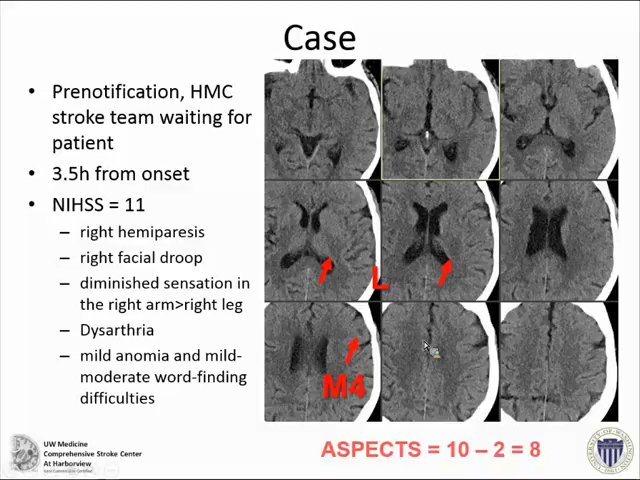 Case
• Prenotification, HMC
stroke team waiting for
patient
• 3.5h from onset
• NIHSS = 11
– right hemiparesis
– right facial droop
– diminished sensation in
the right arm>right leg
– Dysarthria
– mild anomia and mild-
moderate word-finding
difficulties
L
M4
ASPECTS = 10 – 2 = 8
UW Medicine
Comprehensive Stroke Center
At Harborview